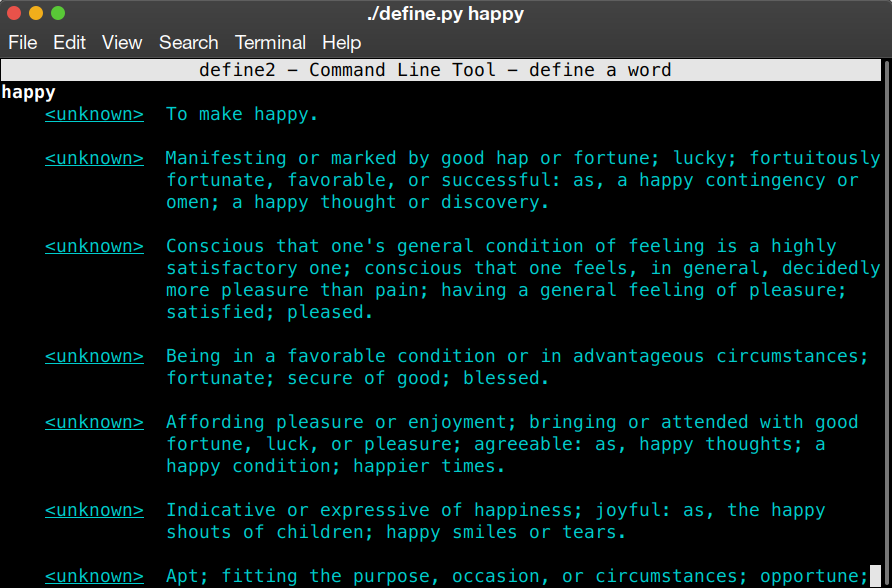 ./define.py happy
File Edit View Search Terminal Help
define2 – Command Line Tool – define a word
happy
<unknown> To make happy.
<unknown> Manifesting or marked by good hap or fortune; lucky; fortuitously
fortunate, favorable, or successful: as, a happy contingency or
omen; a happy thought or discovery.
<unknown> Conscious that one's general condition of feeling is a highly
satisfactory one; conscious that one feels, in general, decidedly
more pleasure than pain; having a general feeling of pleasure;
satisfied; pleased.
<unknown> Being in a favorable condition or in advantageous circumstances;
fortunate; secure of good; blessed.
<unknown> Affording pleasure or enjoyment; bringing or attended with good
fortune, luck, or pleasure; agreeable: as, happy thoughts; a
happy condition; happier times.
<unknown> Indicative or expressive of happiness; joyful: as, the happy
shouts of children; happy smiles or tears.
<unknown> Apt; fitting the purpose, occasion, or circumstances; opportune;